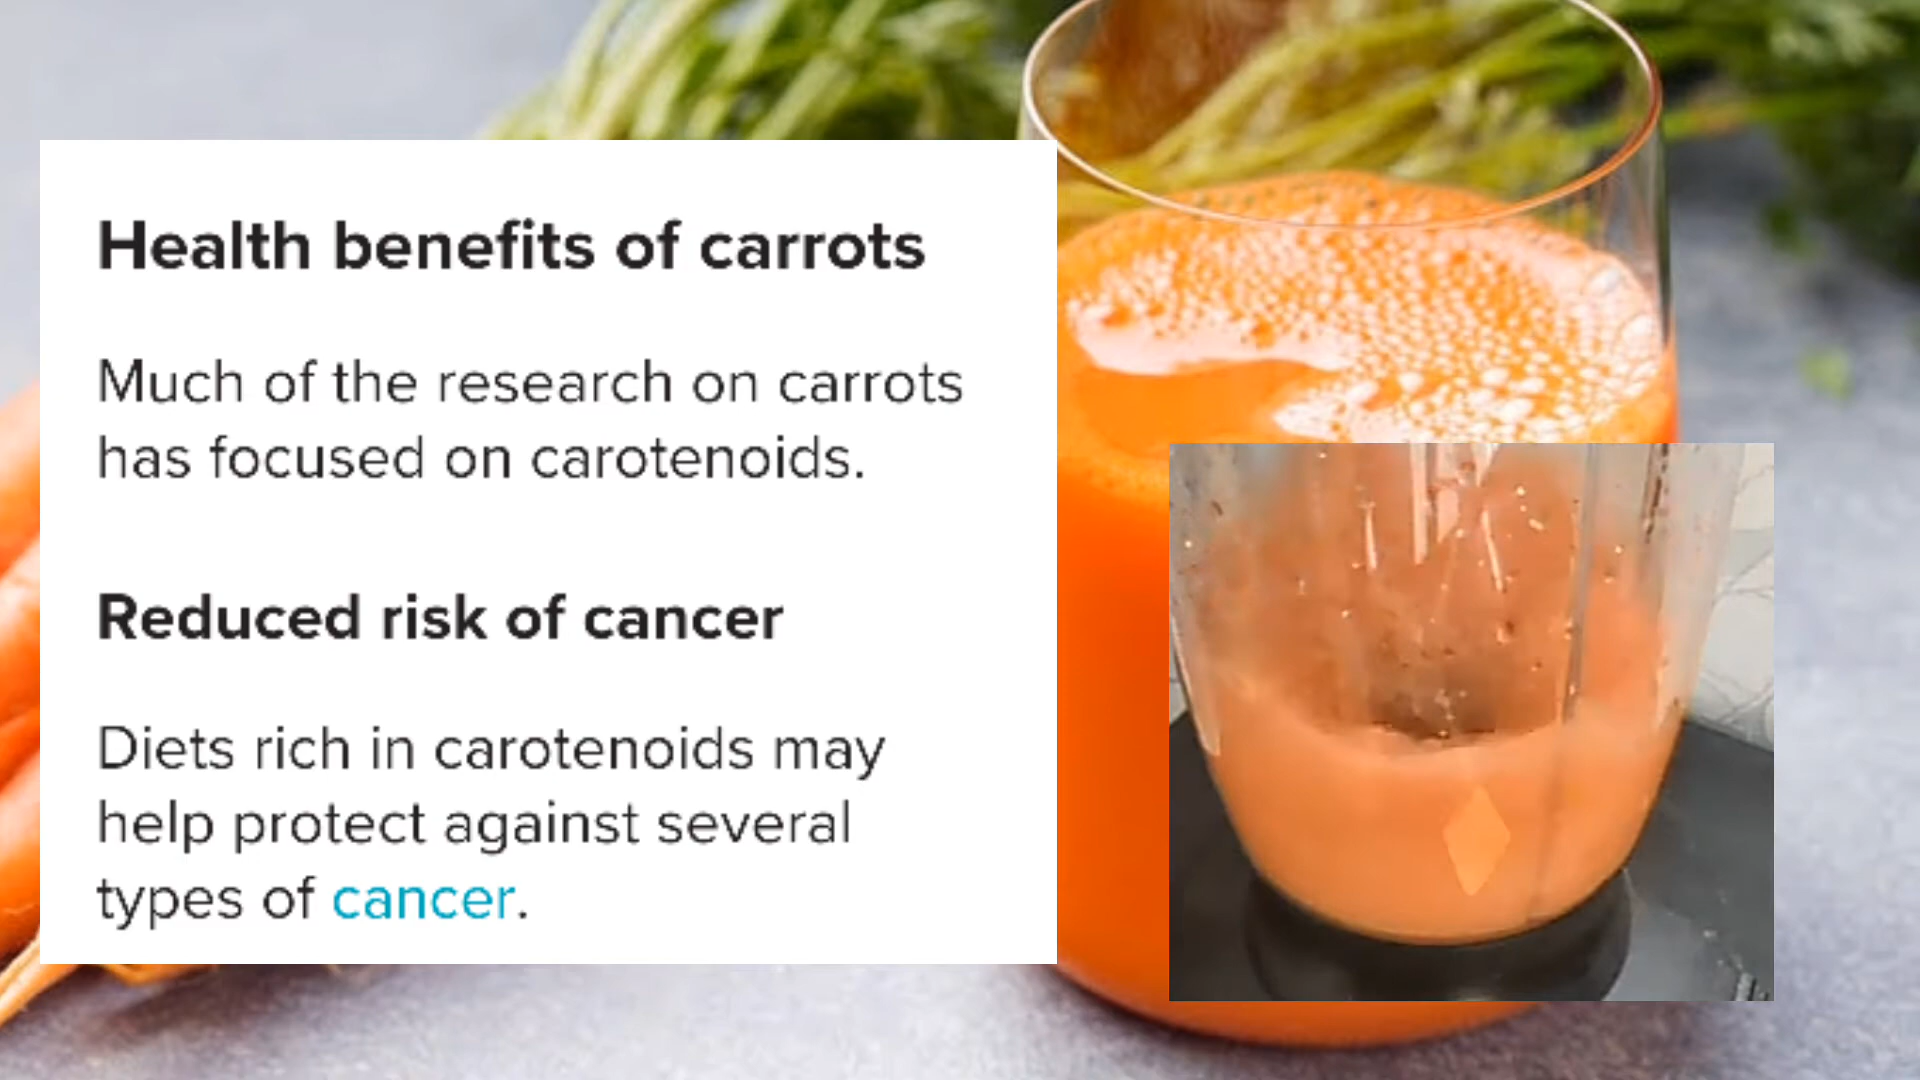 Health benefits of carrots
Much of the research on carrots
has focused on carotenoids.
Reduced risk of cancer
Diets rich in carotenoids may
help protect against several
types of cancer.